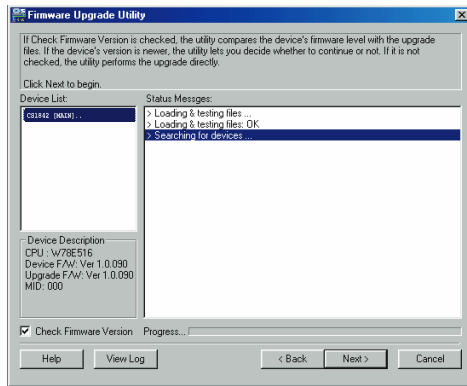 Firmware Upgrade Utility
If Check Firmware Version is checked, the utility compares the device's firmware level with the upgrade
files. If the device's version is newer, the utility lets you decide whether to continue or not. If it is not
checked, the utility performs the upgrade directly.
Click Next to begin.
Device List:
Status Messges:
CS1842 [MAIN]..
> Loading & testing files ...
> Loading & testing files: OK
> Searching for devices ...
Device Description
CPU : W78E516
Device F/W: Ver 1.0.090
Upgrade F/W: Ver 1.0.090
MID: 000
Check Firmware Version
Progress...
Help
View Log
< Back
Next >
Cancel